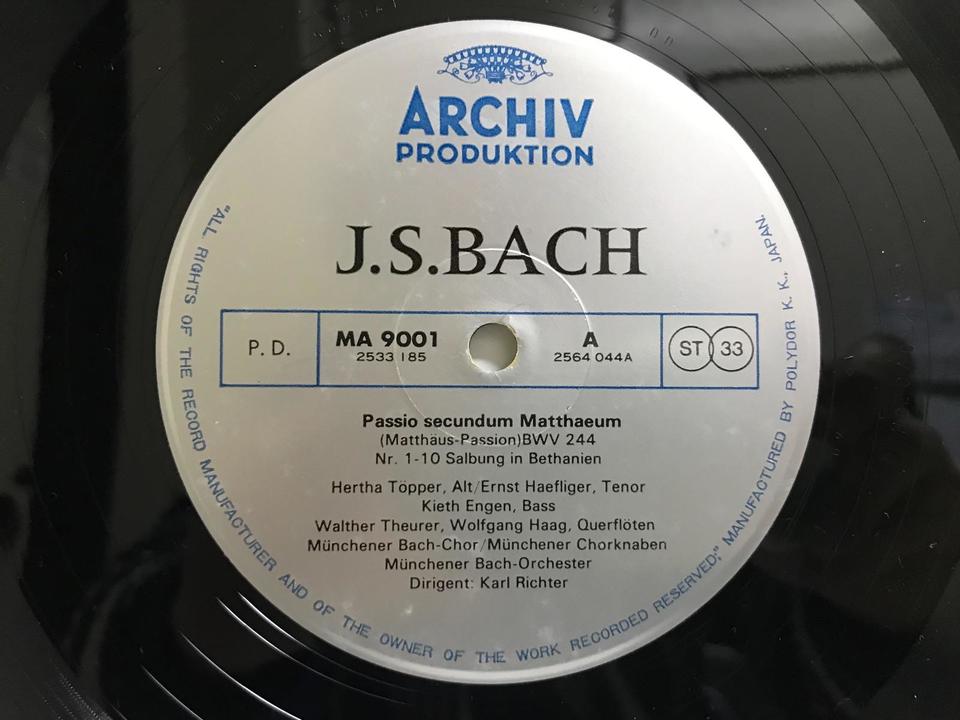 ARCHIV
PRODUKTION
J.S.BACH
P. D.
MA 9001
2533 185
A
2564 044A
ST 33
Passio secundum Matthaeum
(Matthäus-Passion)BWV 244
Nr. 1-10 Salbung in Bethanien
Hertha Töpper, Alt/Ernst Haefliger, Tenor
Kieth Engen, Bass
Walther Theurer, Wolfgang Haag, Querflöten
Münchener Bach-Chor/Münchener Chorknaben
Münchener Bach-Orchester
Dirigent: Karl Richter
"ALL RIGHTS OF THE RECORD MANUFACTURER AND OF THE OWNER OF THE WORK RECORDED RESERVED;" MANUFACTURED BY POLYDOR K. K., JAPAN.